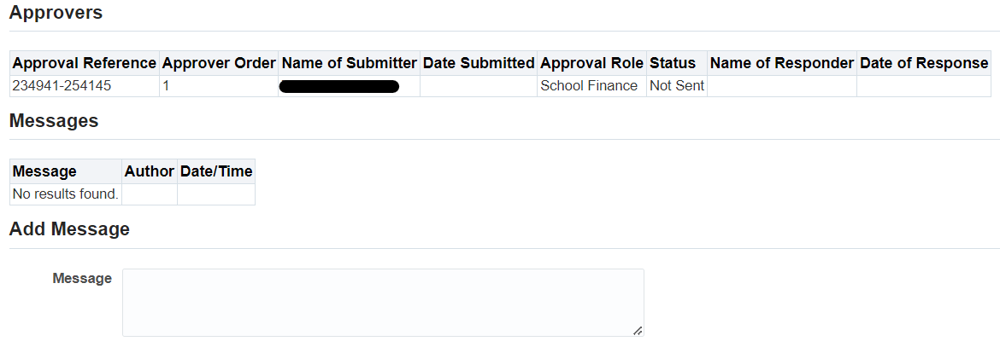 Approvers
Approval Reference Approver Order Name of Submitter Date Submitted Approval Role Status Name of Responder Date of Response
234941-254145 1 School Finance Not Sent
Messages
Message Author Date/Time
No results found.
Add Message
Message